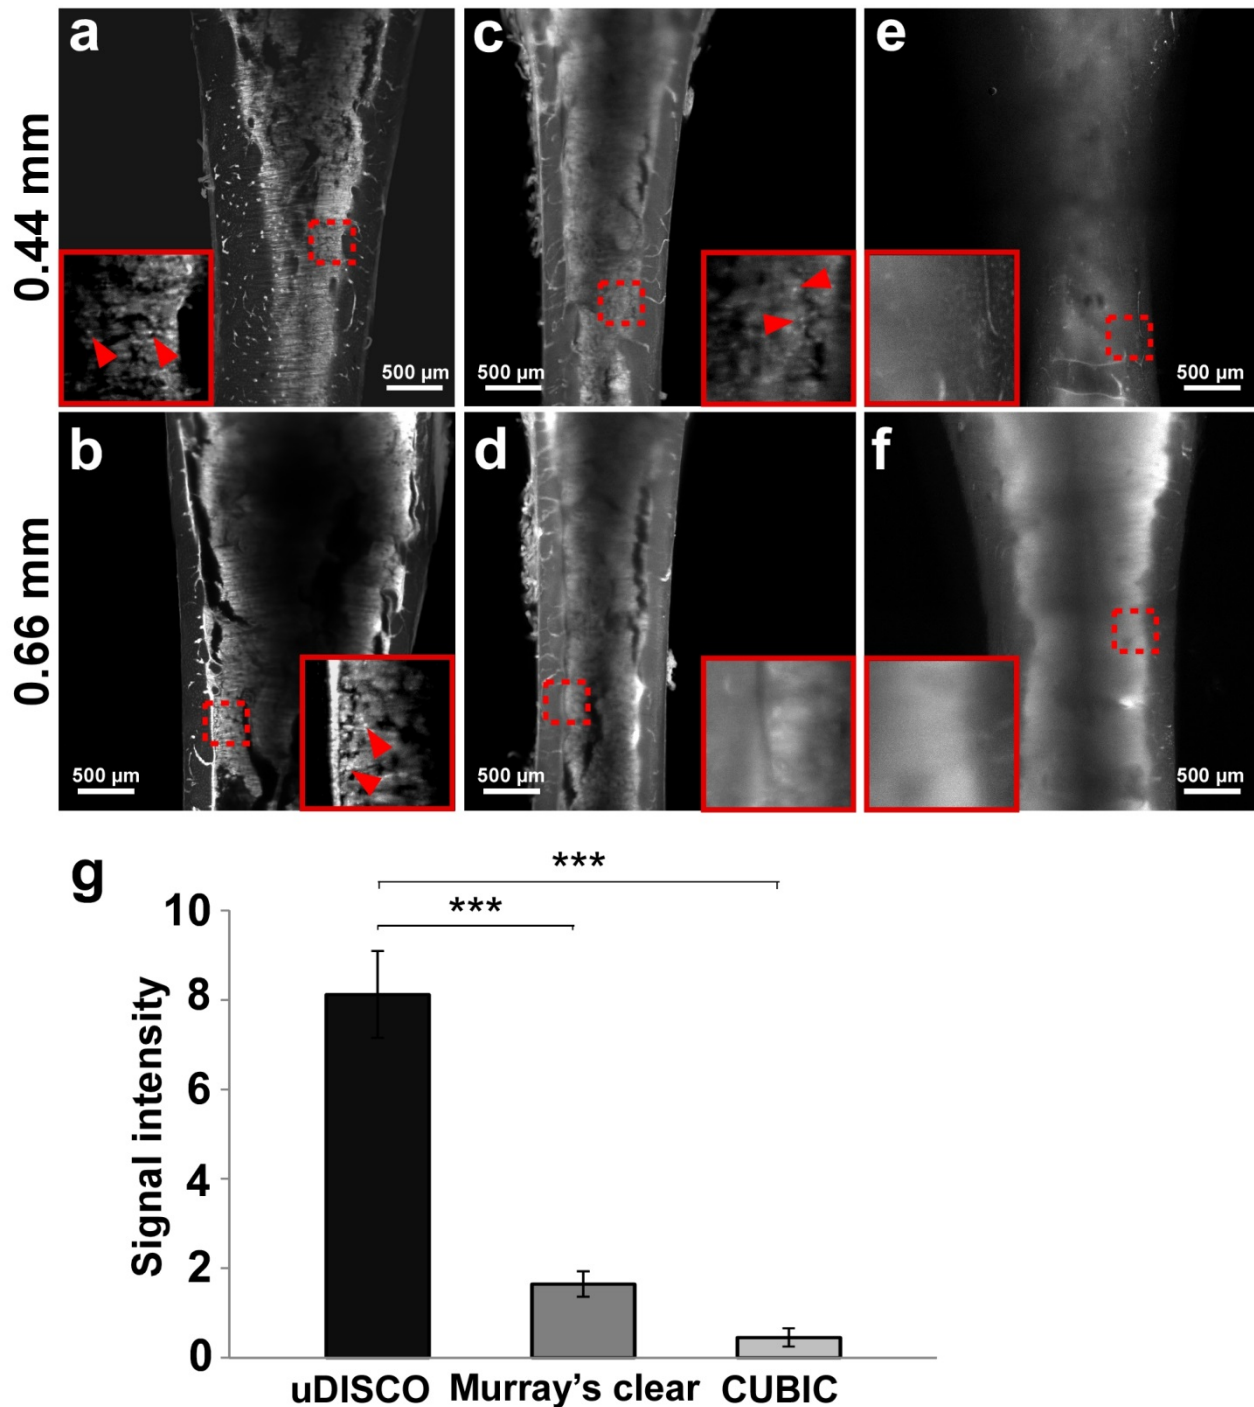 a
c
e
0.44 mm
500 µm
500 µm
500 µm
b
d
f
0.66 mm
500 µm
500 µm
500 µm
g
***
***
10
8
6
4
2
0
Signal intensity
uDISCO
Murray's clear
CUBIC